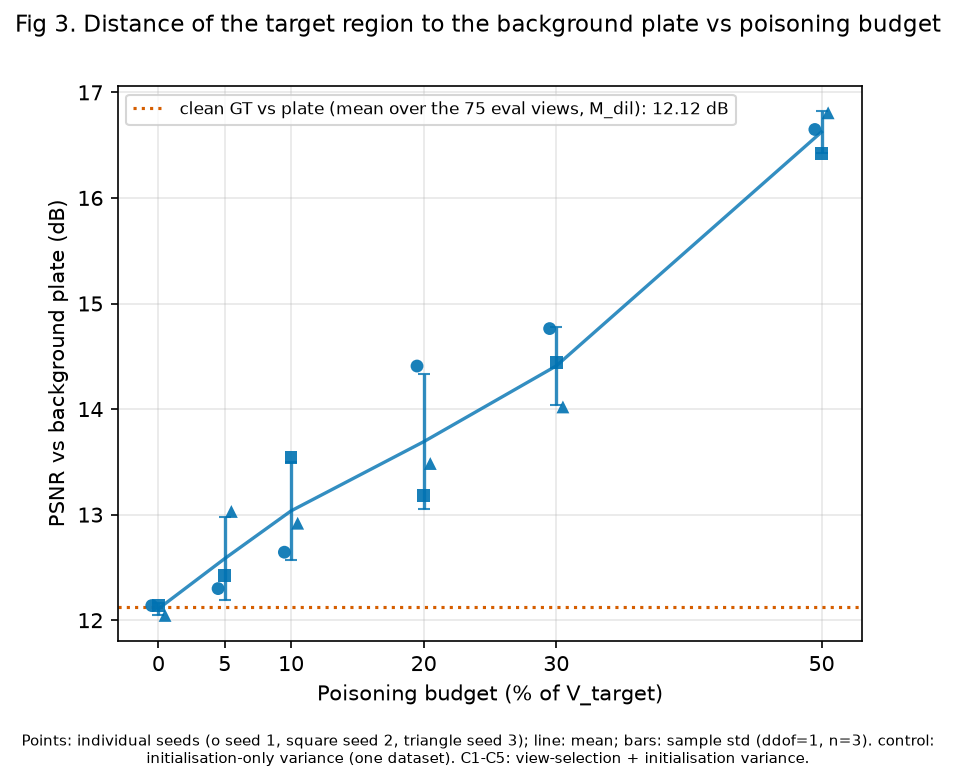 Fig 3. Distance of the target region to the background plate vs poisoning budget
clean GT vs plate (mean over the 75 eval views, M_dil): 12.12 dB
PSNR vs background plate (dB)
17
16
15
14
13
12
0 5 10 20 30 50
Poisoning budget (% of V_target)
Points: individual seeds (o seed 1, square seed 2, triangle seed 3); line: mean; bars: sample std (ddof=1, n=3). control:
initialisation-only variance (one dataset). C1-C5: view-selection + initialisation variance.